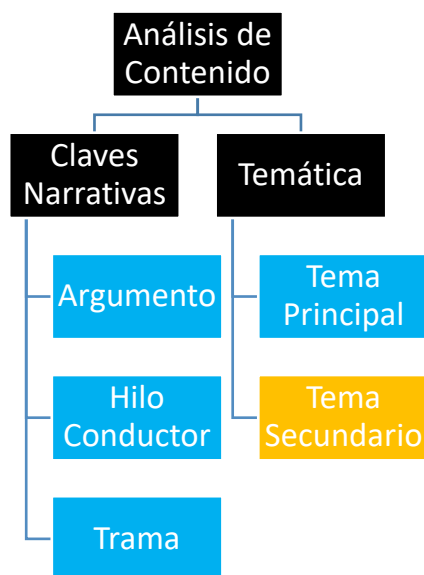 Análisis de
Contenido
Claves
Narrativas
Temática
Argumento
Tema
Principal
Hilo
Conductor
Tema
Secundario
Trama